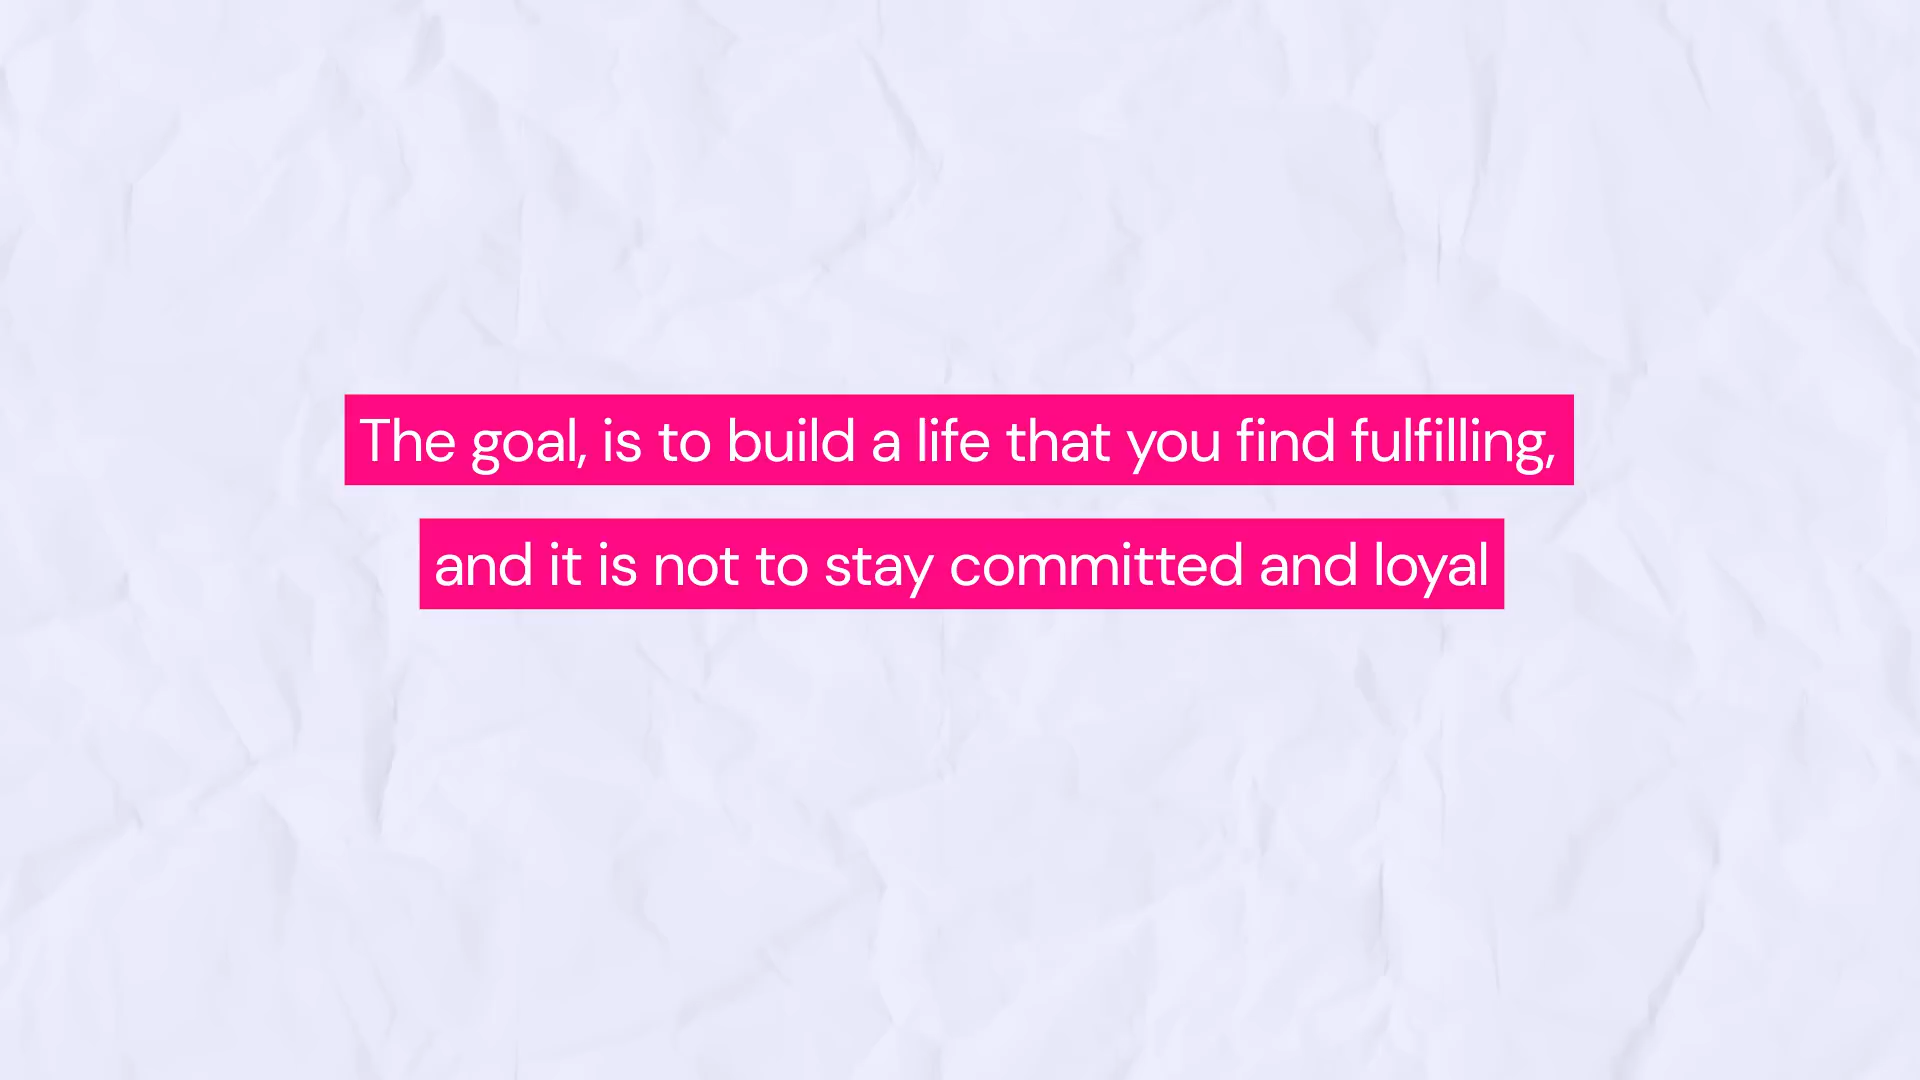 The goal, is to build a life that you find fulfilling,
and it is not to stay committed and loyal